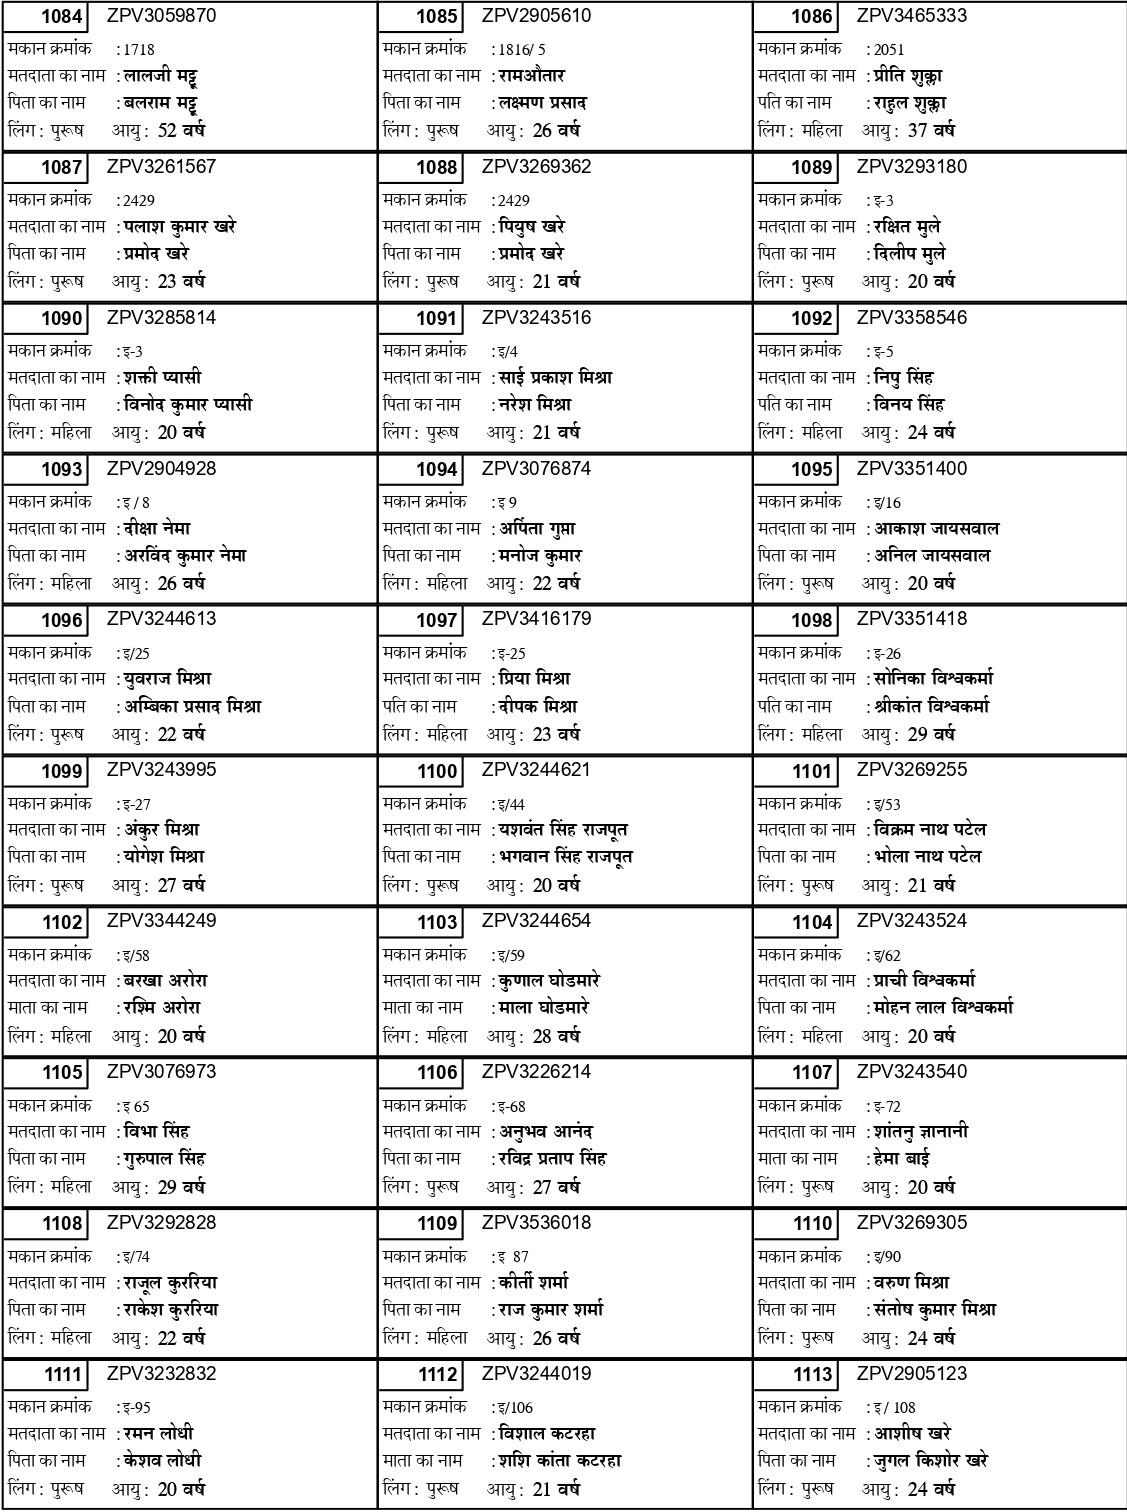 1084 ZPV3059870
मकान क्रमांक :1718
मतदाता का नाम :लालजी मट्टू
पिता का नाम :बलराम मट्टू
लिंग: पुरूष आयु: 52 वर्ष
1085 ZPV2905610
मकान क्रमांक :1816/ 5
मतदाता का नाम :रामऔतार
पिता का नाम :लक्ष्मण प्रसाद
लिंग: पुरूष आयु: 26 वर्ष
1086 ZPV3465333
मकान क्रमांक :2051
मतदाता का नाम :प्रीति शुक्ला
पति का नाम :राहुल शुक्ला
लिंग: महिला आयु: 37 वर्ष
1087 ZPV3261567
मकान क्रमांक :2429
मतदाता का नाम :पलाश कुमार खरे
पिता का नाम :प्रमोद खरे
लिंग: पुरूष आयु: 23 वर्ष
1088 ZPV3269362
मकान क्रमांक :2429
मतदाता का नाम :पियुष खरे
पिता का नाम :प्रमोद खरे
लिंग: पुरूष आयु: 21 वर्ष
1089 ZPV3293180
मकान क्रमांक :इ-3
मतदाता का नाम :रक्षित मुले
पिता का नाम :दिलीप मुले
लिंग: पुरूष आयु: 20 वर्ष
1090 ZPV3285814
मकान क्रमांक :इ-3
मतदाता का नाम :शक्ती प्यासी
पिता का नाम :विनोद कुमार प्यासी
लिंग: महिला आयु: 20 वर्ष
1091 ZPV3243516
मकान क्रमांक :इ/4
मतदाता का नाम :साई प्रकाश मिश्रा
पिता का नाम :नरेश मिश्रा
लिंग: पुरूष आयु: 21 वर्ष
1092 ZPV3358546
मकान क्रमांक :इ-5
मतदाता का नाम :निपु सिंह
पति का नाम :विनय सिंह
लिंग: महिला आयु: 24 वर्ष
1093 ZPV2904928
मकान क्रमांक :इ / 8
मतदाता का नाम :दीक्षा नेमा
पिता का नाम :अरविंद कुमार नेमा
लिंग: महिला आयु: 26 वर्ष
1094 ZPV3076874
मकान क्रमांक :इ 9
मतदाता का नाम :अर्पिता गुप्ता
पिता का नाम :मनोज कुमार
लिंग: महिला आयु: 22 वर्ष
1095 ZPV3351400
मकान क्रमांक :इ/16
मतदाता का नाम :आकाश जायसवाल
पिता का नाम :अनिल जायसवाल
लिंग: पुरूष आयु: 20 वर्ष
1096 ZPV3244613
मकान क्रमांक :इ/25
मतदाता का नाम :युवराज मिश्रा
पिता का नाम :अम्बिका प्रसाद मिश्रा
लिंग: पुरूष आयु: 22 वर्ष
1097 ZPV3416179
मकान क्रमांक :इ-25
मतदाता का नाम :प्रिया मिश्रा
पति का नाम :दीपक मिश्रा
लिंग: महिला आयु: 23 वर्ष
1098 ZPV3351418
मकान क्रमांक :इ-26
मतदाता का नाम :सोनिका विश्वकर्मा
पति का नाम :श्रीकांत विश्वकर्मा
लिंग: महिला आयु: 29 वर्ष
1099 ZPV3243995
मकान क्रमांक :इ-27
मतदाता का नाम :अंकुर मिश्रा
पिता का नाम :योगेश मिश्रा
लिंग: पुरूष आयु: 27 वर्ष
1100 ZPV3244621
मकान क्रमांक :इ/44
मतदाता का नाम :यशवंत सिंह राजपूत
पिता का नाम :भगवान सिंह राजपूत
लिंग: पुरूष आयु: 20 वर्ष
1101 ZPV3269255
मकान क्रमांक :इ/53
मतदाता का नाम :विक्रम नाथ पटेल
पिता का नाम :भोला नाथ पटेल
लिंग: पुरूष आयु: 21 वर्ष
1102 ZPV3344249
मकान क्रमांक :इ/58
मतदाता का नाम :बरखा अरोरा
माता का नाम :रश्मि अरोरा
लिंग: महिला आयु: 20 वर्ष
1103 ZPV3244654
मकान क्रमांक :इ/59
मतदाता का नाम :कुणाल घोडमारे
माता का नाम :माला घोडमारे
लिंग: महिला आयु: 28 वर्ष
1104 ZPV3243524
मकान क्रमांक :इ/62
मतदाता का नाम :प्राची विश्वकर्मा
पिता का नाम :मोहन लाल विश्वकर्मा
लिंग: महिला आयु: 20 वर्ष
1105 ZPV3076973
मकान क्रमांक :इ 65
मतदाता का नाम :विभा सिंह
पिता का नाम :गुरुपाल सिंह
लिंग: महिला आयु: 29 वर्ष
1106 ZPV3226214
मकान क्रमांक :इ-68
मतदाता का नाम :अनुभव आनंद
पिता का नाम :रविद्र प्रताप सिंह
लिंग: पुरूष आयु: 27 वर्ष
1107 ZPV3243540
मकान क्रमांक :इ-72
मतदाता का नाम :शांतनु ज्ञानानी
माता का नाम :हेमा बाई
लिंग: पुरूष आयु: 20 वर्ष
1108 ZPV3292828
मकान क्रमांक :इ/74
मतदाता का नाम :राजूल कुररिया
पिता का नाम :राकेश कुररिया
लिंग: महिला आयु: 22 वर्ष
1109 ZPV3536018
मकान क्रमांक :इ 87
मतदाता का नाम :कीर्ती शर्मा
पिता का नाम :राज कुमार शर्मा
लिंग: महिला आयु: 26 वर्ष
1110 ZPV3269305
मकान क्रमांक :इ/90
मतदाता का नाम :वरुण मिश्रा
पिता का नाम :संतोष कुमार मिश्रा
लिंग: पुरूष आयु: 24 वर्ष
1111 ZPV3232832
मकान क्रमांक :इ-95
मतदाता का नाम :रमन लोधी
पिता का नाम :केशव लोधी
लिंग: पुरूष आयु: 20 वर्ष
1112 ZPV3244019
मकान क्रमांक :इ/106
मतदाता का नाम :विशाल कटरहा
माता का नाम :शशि कांता कटरहा
लिंग: पुरूष आयु: 21 वर्ष
1113 ZPV2905123
मकान क्रमांक :इ / 108
मतदाता का नाम :आशीष खरे
पिता का नाम :जुगल किशोर खरे
लिंग: पुरूष आयु: 24 वर्ष